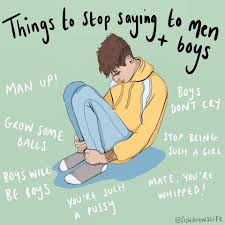 Things to stop saying to men
+ boys
MAN UP!
BOYS
DON'T CRY
GROW SOME
BALLS
STOP BEING
SUCH A GIRL
BOYS WILL
BE BOYS
YOU'RE SUCH
A PUSSY
MATE, YOU'RE
WHIPPED!